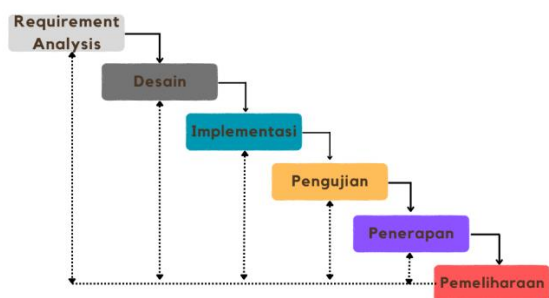 Requirement
Analysis
Desain
Implementasi
Pengujian
Penerapan
Pemeliharaan